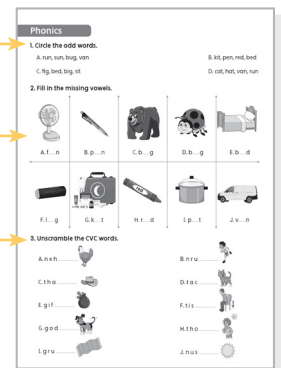 Phonics
1. Circle the odd words.
A. run, sun, bug, van B. kit, pen, red, bed
C. fig, bed, big, sit D. cat, hat, van, run
2. Fill in the missing vowels.
A. f....n B. p....n C. b....g D. b....g E. b....d
F. l....g G. k....t H. r....d I. p....t J. v....n
3. Unscramble the CVC words.
A. n e h B. n r u
C. t h a D. t a c
E. g i f F. t i s
G. g o d H. t h o
I. g r u J. n u s